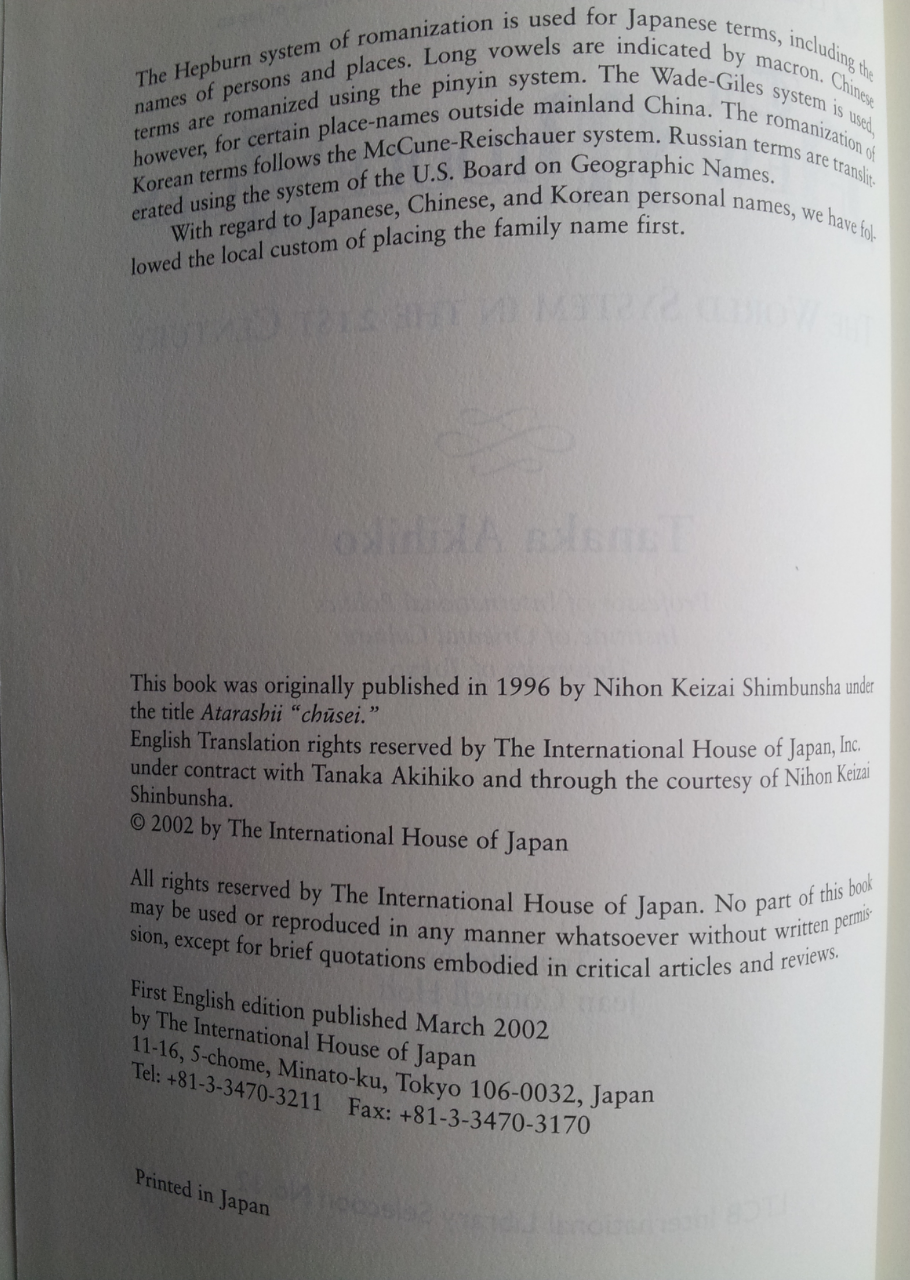 The Hepburn system of romanization is used for Japanese terms, including the
names of persons and places. Long vowels are indicated by macron. Chinese
terms are romanized using the pinyin system. The Wade-Giles system is used,
however, for certain place-names outside mainland China. The romanization of
Korean terms follows the McCune-Reischauer system. Russian terms are translit-
erated using the system of the U.S. Board on Geographic Names.
With regard to Japanese, Chinese, and Korean personal names, we have fol-
lowed the local custom of placing the family name first.
THE WORLD SYSTEM IN THE 21ST CENTURY
Tanaka Akihiko
This book was originally published in 1996 by Nihon Keizai Shimbunsha under
the title Atarashii “chūsei.”
English Translation rights reserved by The International House of Japan, Inc.
under contract with Tanaka Akihiko and through the courtesy of Nihon Keizai
Shinbunsha.
© 2002 by The International House of Japan
All rights reserved by The International House of Japan. No part of this book
may be used or reproduced in any manner whatsoever without written permis-
sion, except for brief quotations embodied in critical articles and reviews.
First English edition published March 2002
by The International House of Japan
11-16, 5-chome, Minato-ku, Tokyo 106-0032, Japan
Tel: +81-3-3470-3211 Fax: +81-3-3470-3170
Printed in Japan